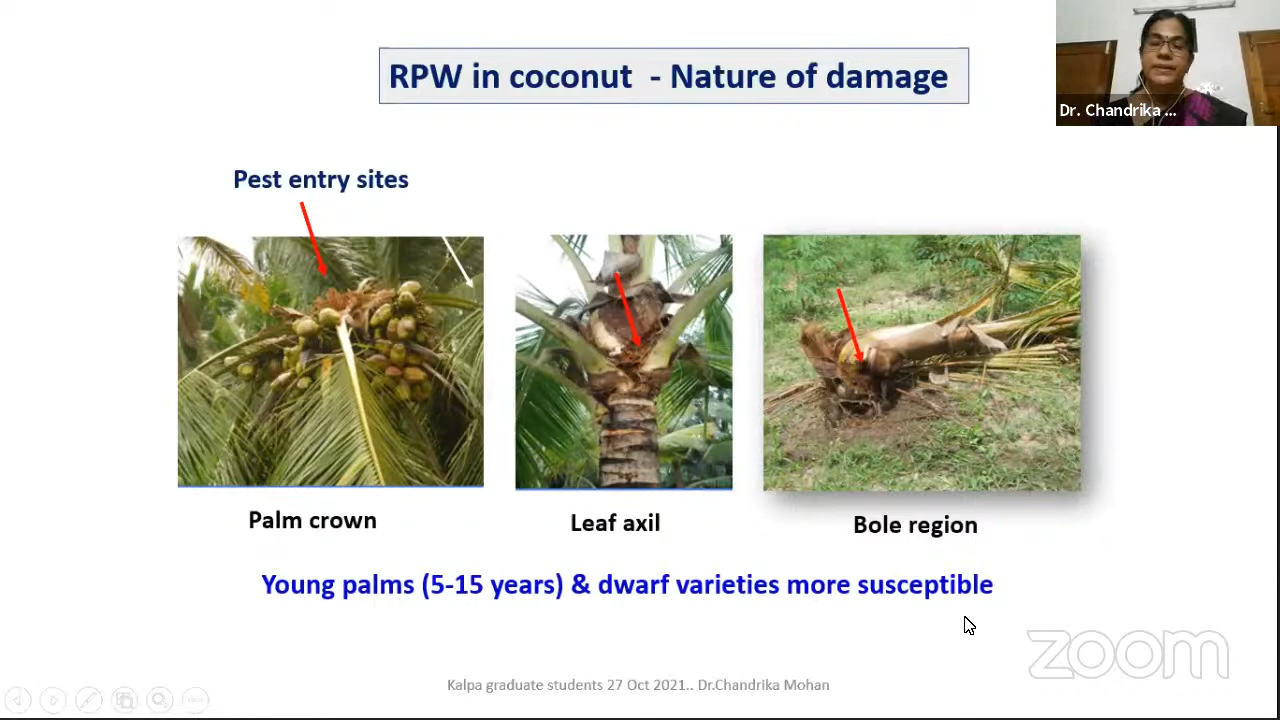 RPW in coconut - Nature of damage
Dr. Chandrika ...
Pest entry sites
Palm crown
Leaf axil
Bole region
Young palms (5-15 years) & dwarf varieties more susceptible
zoom
Kalpa graduate students 27 Oct 2021.. Dr.Chandrika Mohan